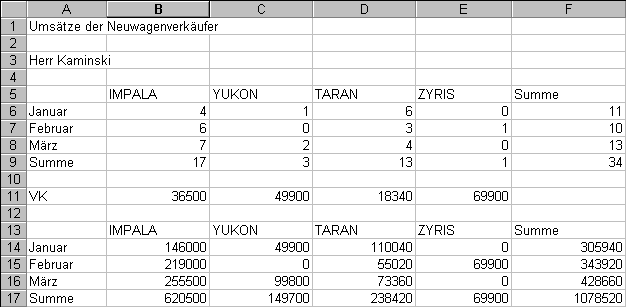 A B C D E F
1 Umsätze der Neuwagenverkäufer
2
3 Herr Kaminski
4
5 IMPALA YUKON TARAN ZYRIS Summe
6 Januar 4 1 6 0 11
7 Februar 6 0 3 1 10
8 März 7 2 4 0 13
9 Summe 17 3 13 1 34
10
11 VK 36500 49900 18340 69900
12
13 IMPALA YUKON TARAN ZYRIS Summe
14 Januar 146000 49900 110040 0 305940
15 Februar 219000 0 55020 69900 343920
16 März 255500 99800 73360 0 428660
17 Summe 620500 149700 238420 69900 1078520